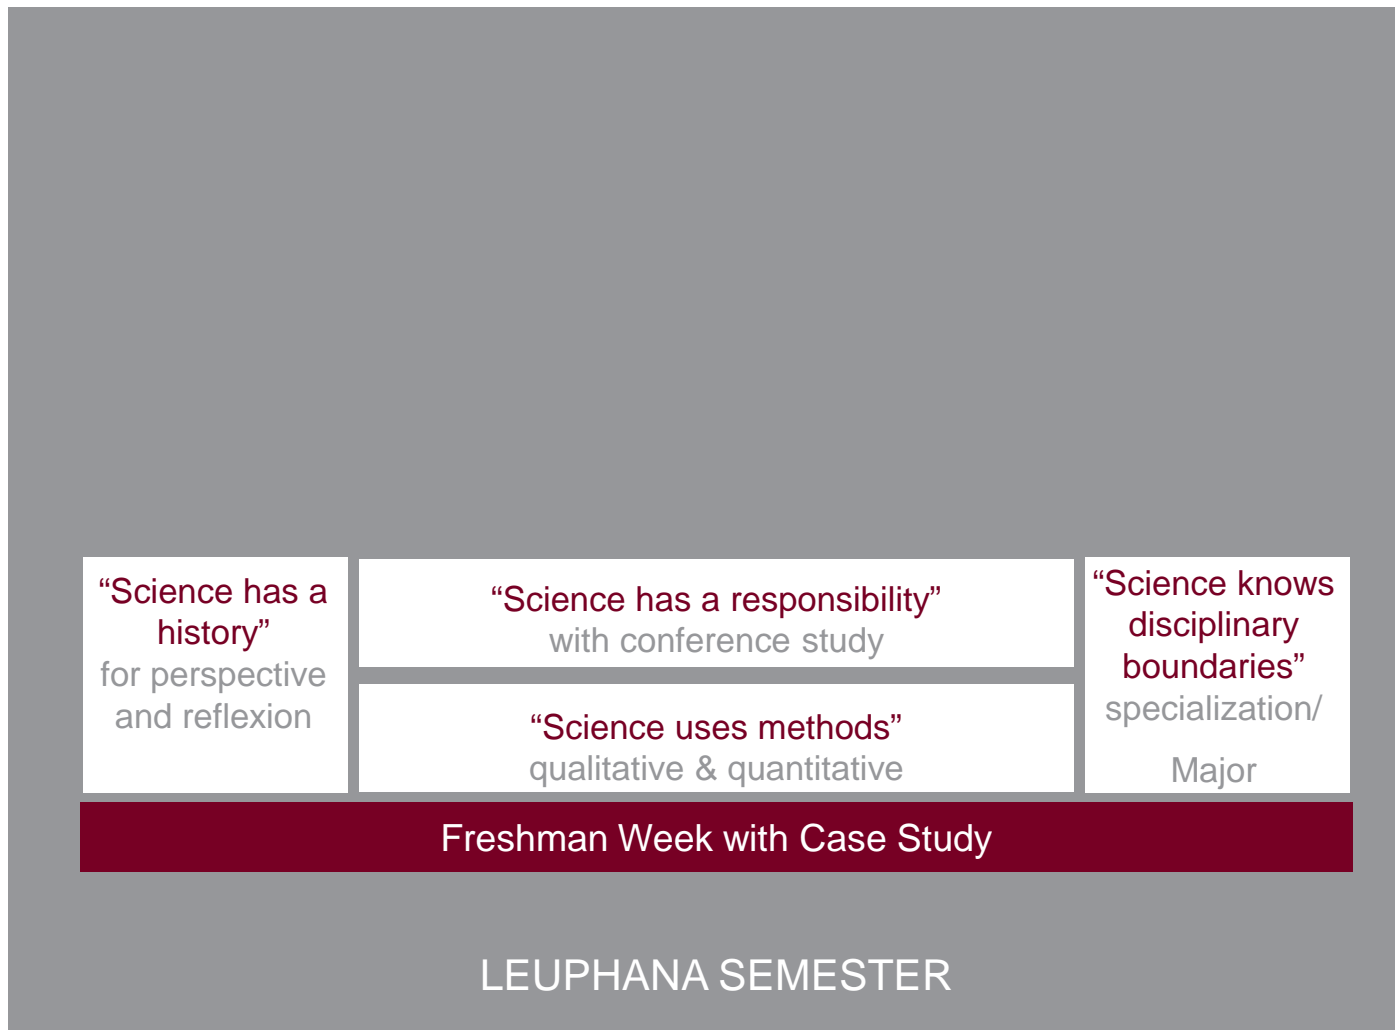 “Science has a
history”
for perspective
and reflexion
“Science has a responsibility”
with conference study
“Science uses methods”
qualitative & quantitative
“Science knows
disciplinary
boundaries”
specialization/
Major
Freshman Week with Case Study
LEUPHANA SEMESTER